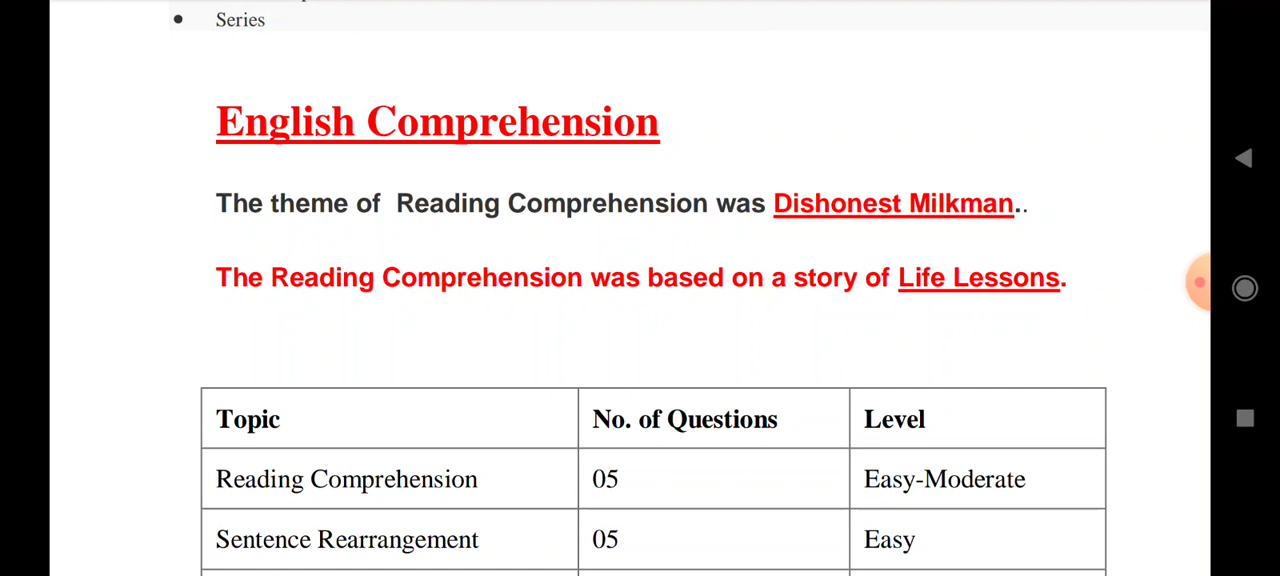 ● Series
English Comprehension
The theme of Reading Comprehension was Dishonest Milkman..
The Reading Comprehension was based on a story of Life Lessons.
Topic No. of Questions Level
Reading Comprehension 05 Easy-Moderate
Sentence Rearrangement 05 Easy